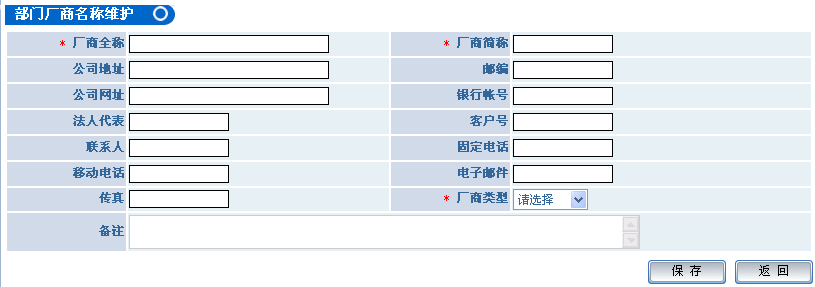 部门厂商名称维护
* 厂商全称 * 厂商简称
公司地址 邮编
公司网址 银行帐号
法人代表 客户号
联系人 固定电话
移动电话 电子邮件
传真 * 厂商类型 请选择
备注
保 存 返 回